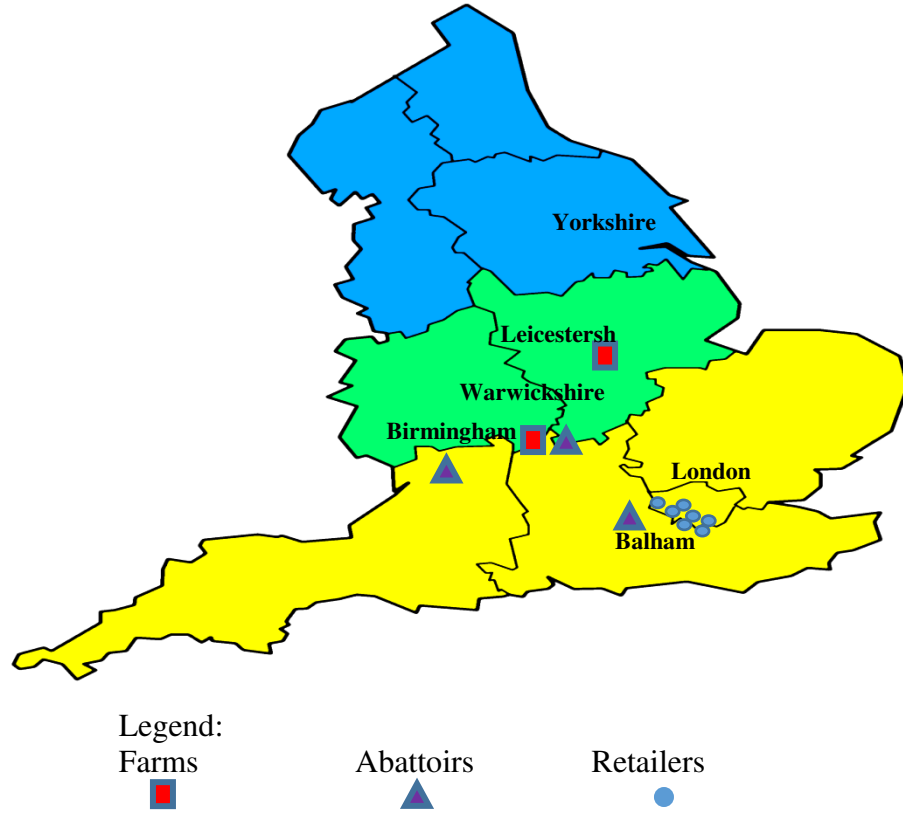 Yorkshire
Leicestersh
Warwickshire
Birmingham
London
Balham
Legend:
Farms Abattoirs Retailers